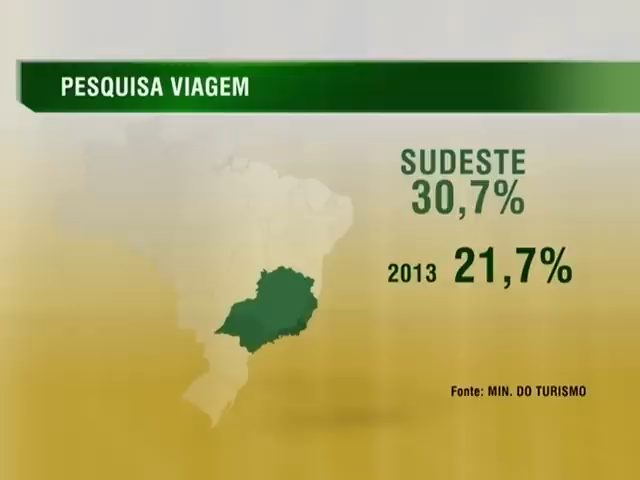 PESQUISA VIAGEM
SUDESTE
30,7%
2013 21,7%
Fonte: MIN. DO TURISMO